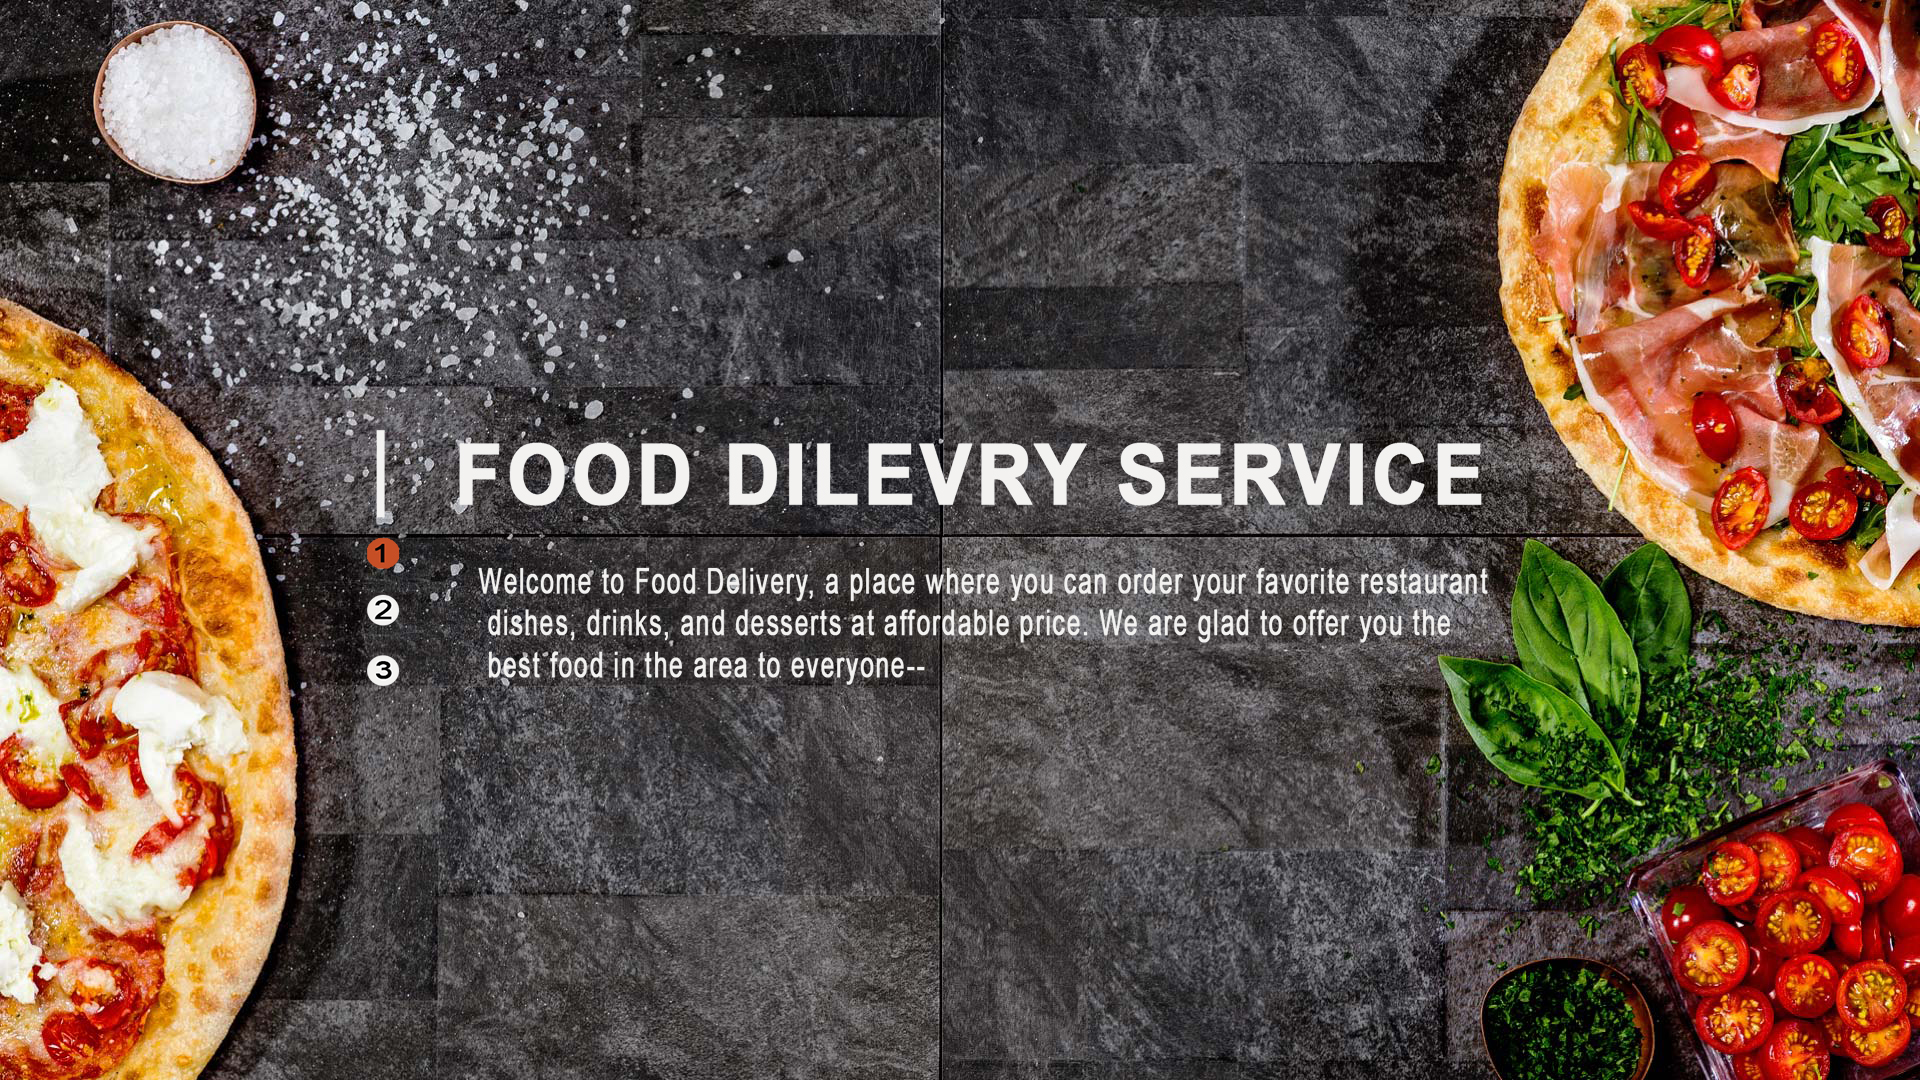 FOOD DILEVRY SERVICE
1
Welcome to Food Delivery, a place where you can order your favorite restaurant
2
dishes, drinks, and desserts at affordable price. We are glad to offer you the
3
best food in the area to everyone--